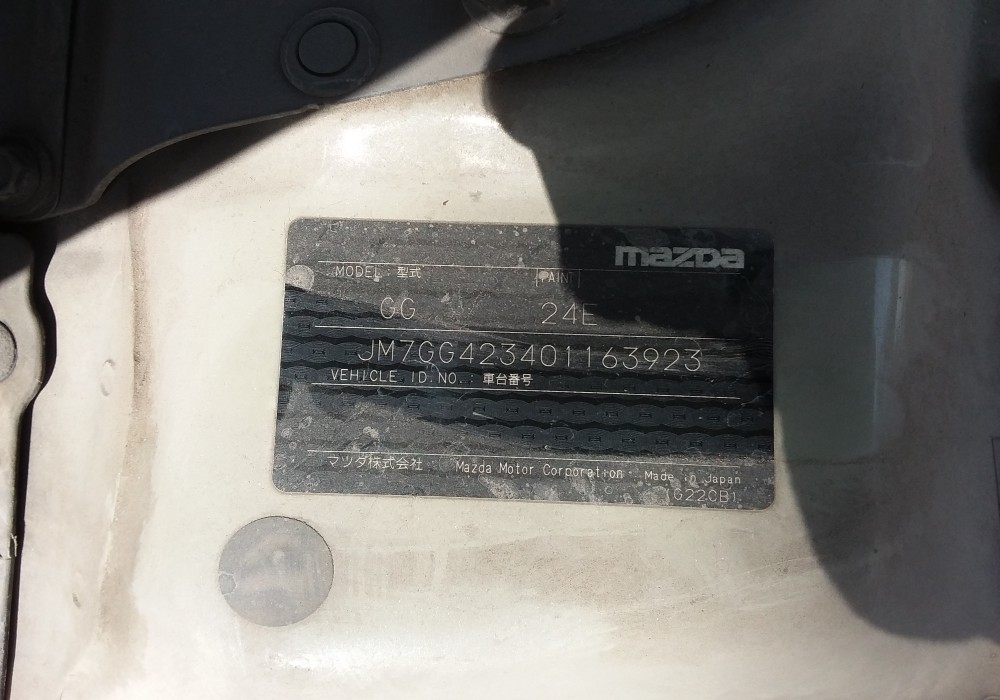 mazda
MODEL : 型式 PAINT
GG 24E
JM7GG423401163923
VEHICLE ID. NO. : 車台番号
マツダ株式会社 Mazda Motor Corporation Made in Japan
G22CB1